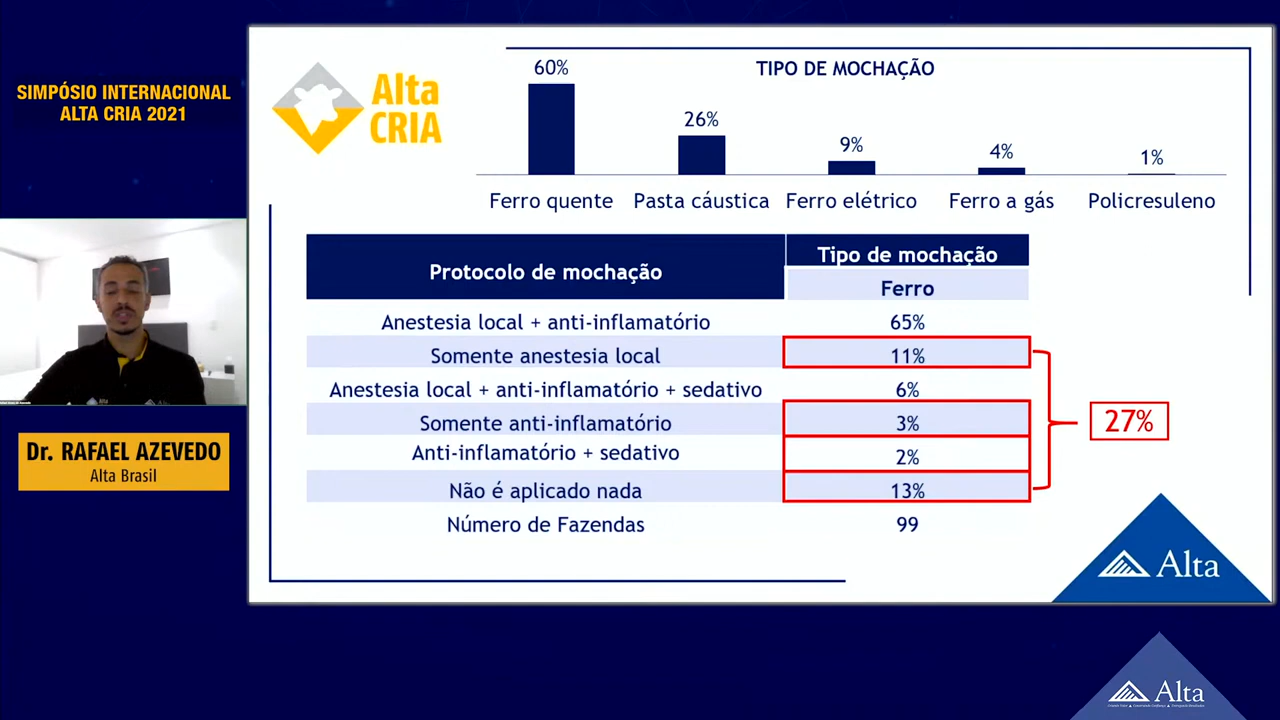 SIMPÓSIO INTERNACIONAL
ALTA CRIA 2021
Alta
CRIA
TIPO DE MOCHAÇÃO
60%
26%
9%
4%
1%
Ferro quente
Pasta cáustica
Ferro elétrico
Ferro a gás
Policresuleno
Protocolo de mochação
Tipo de mochação
Ferro
Anestesia local + anti-inflamatório 65%
Somente anestesia local 11%
Anestesia local + anti-inflamatório + sedativo 6%
Somente anti-inflamatório 3%
Anti-inflamatório + sedativo 2%
Não é aplicado nada 13%
Número de Fazendas 99
27%
Dr. RAFAEL AZEVEDO
Alta Brasil
Alta
Alta